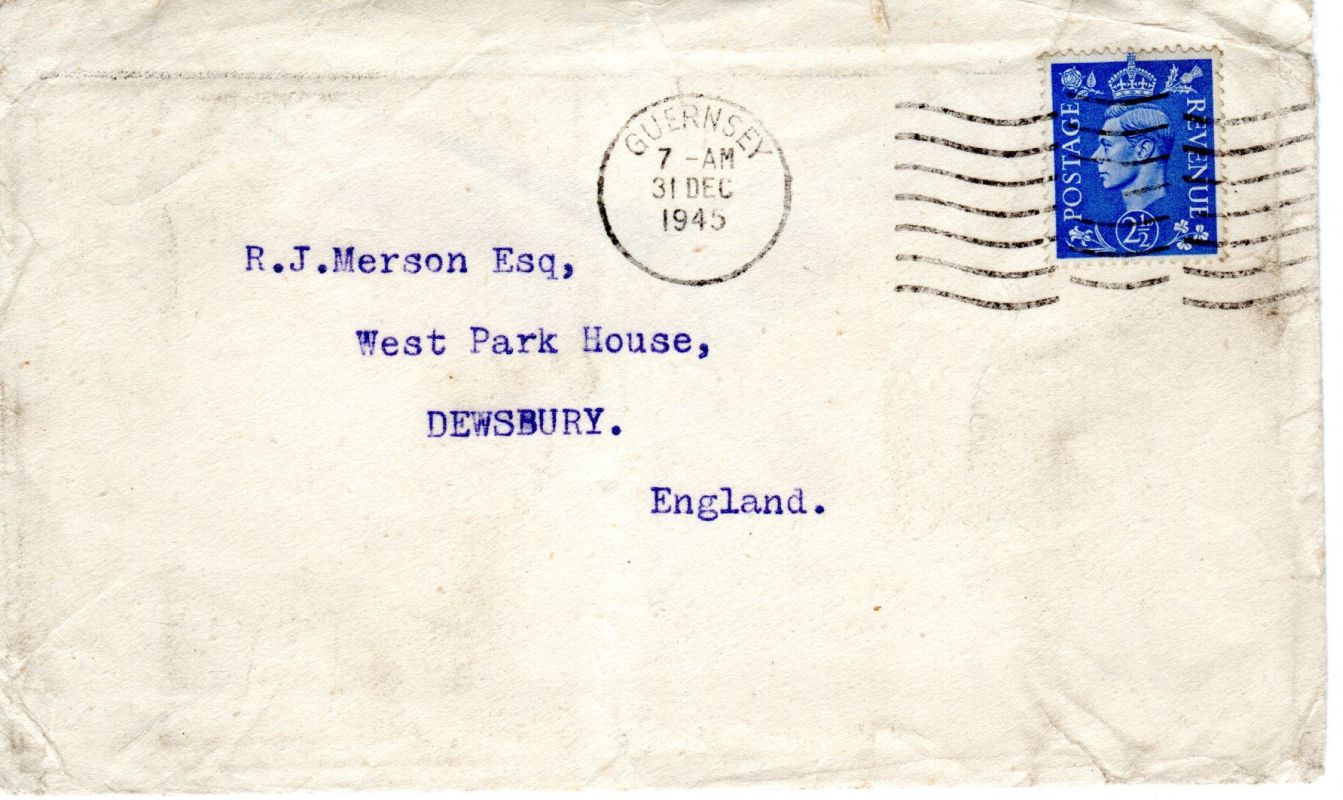 GUERNSEY
7 - AM
31 DEC
1945
POSTAGE
REVENUE
2½
R.J.Merson Esq,
West Park House,
DEWSBURY.
England.